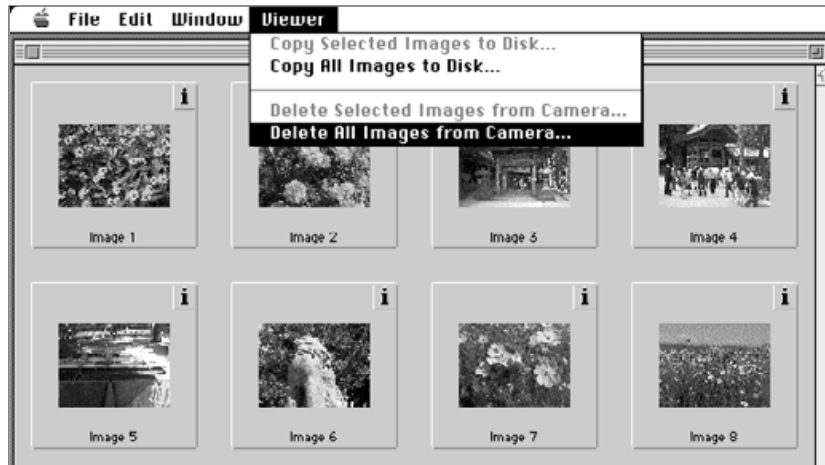 File Edit Window Viewer
Copy Selected Images to Disk...
Copy All Images to Disk...
Delete Selected Images from Camera...
Delete All Images from Camera...
i i i
Image 1 Image 2 Image 3 Image 4
i i i i
Image 5 Image 6 Image 7 Image 8